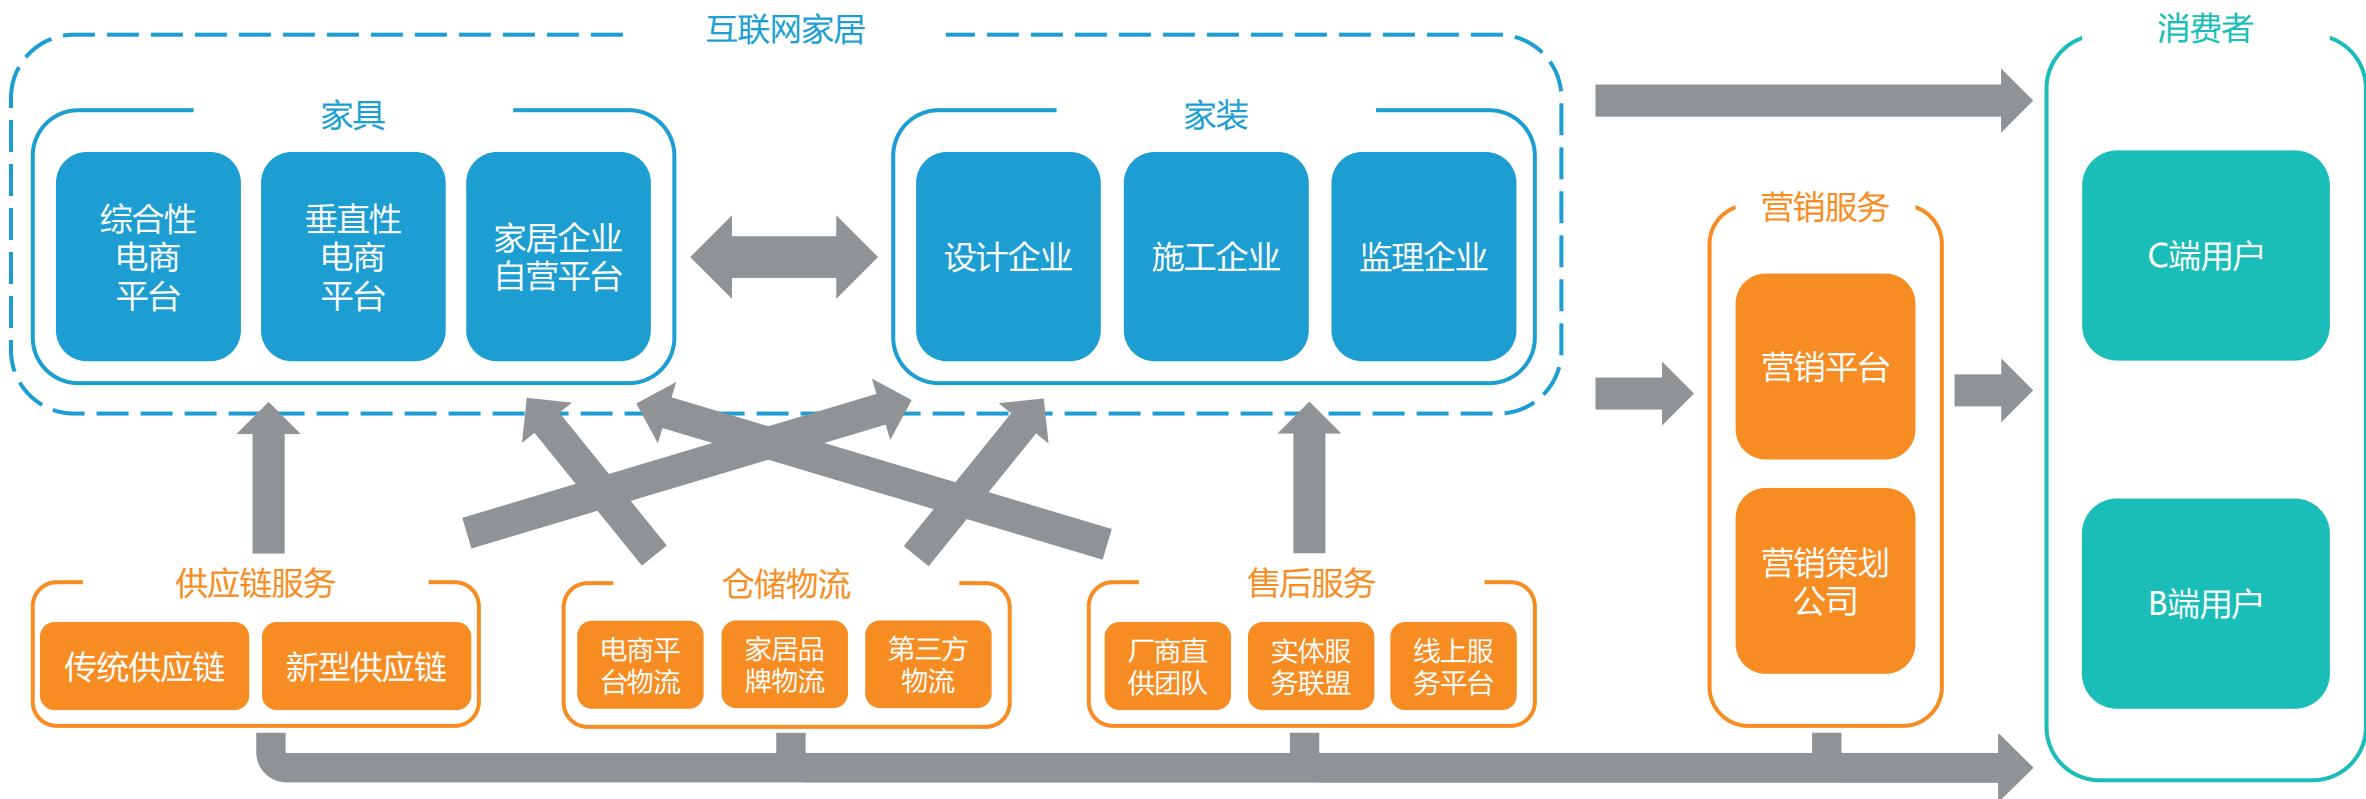 互联网家居
消费者
家具
家装
综合性
电商
平台
垂直性
电商
平台
家居企业
自营平台
设计企业
施工企业
监理企业
营销服务
营销平台
营销策划
公司
C端用户
B端用户
供应链服务
传统供应链
新型供应链
仓储物流
电商平
台物流
家居品
牌物流
第三方
物流
售后服务
厂商直
供团队
实体服
务联盟
线上服
务平台